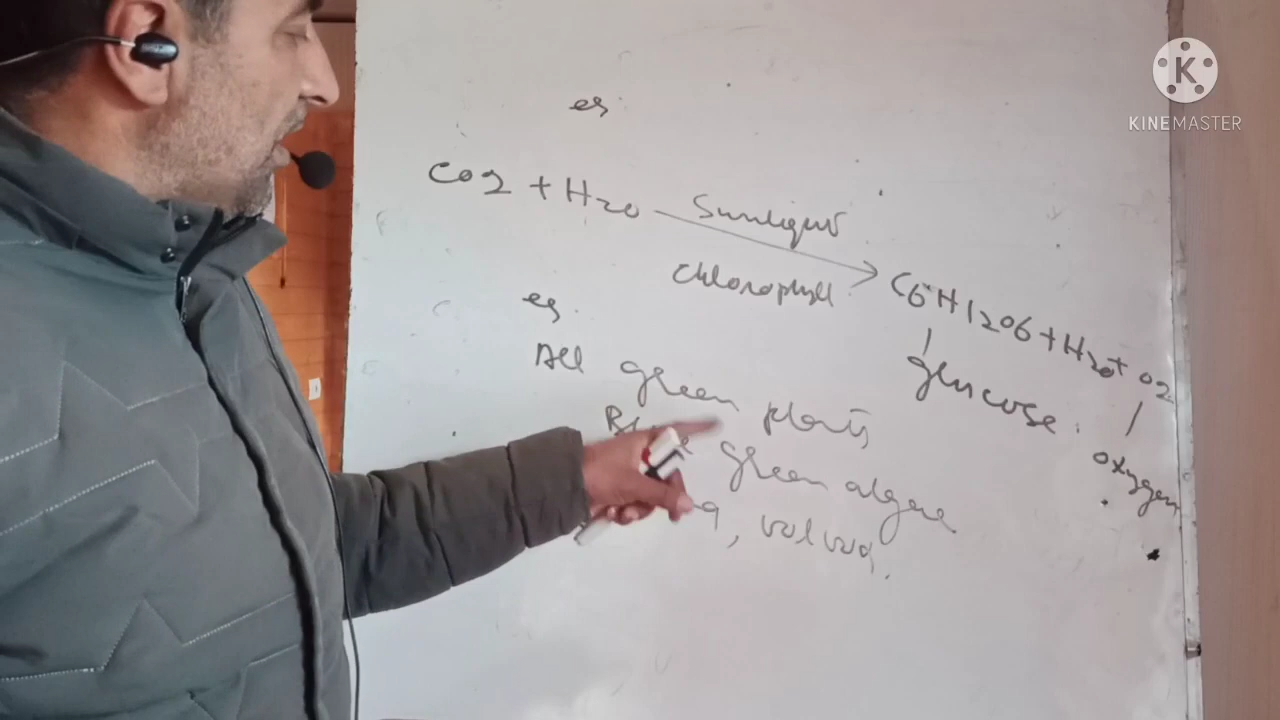 eg
CO2 + H2O
Sunlight
Chlorophyll
C6H12O6 + H2O + O2
glucose.
oxygen
eg.
All green plants
green algae
, volvox.
KINEMASTER